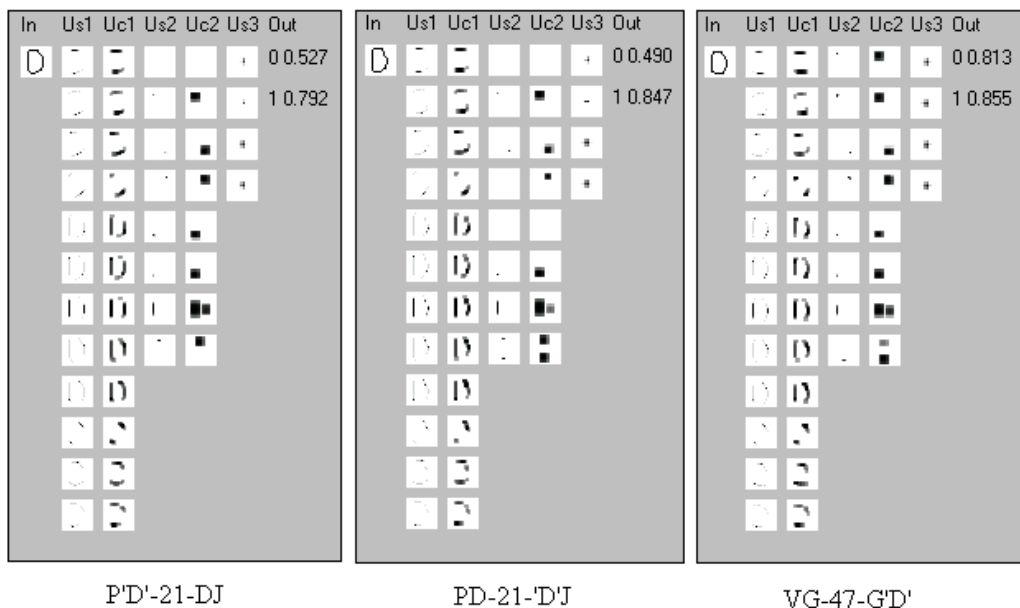 In Us1 Uc1 Us2 Uc2 Us3 Out
0 0.527
1 0.792
P'D'-21-DJ
In Us1 Uc1 Us2 Uc2 Us3 Out
0 0.490
1 0.847
PD-21-'D'J
In Us1 Uc1 Us2 Uc2 Us3 Out
0 0.813
1 0.855
VG-47-G'D'